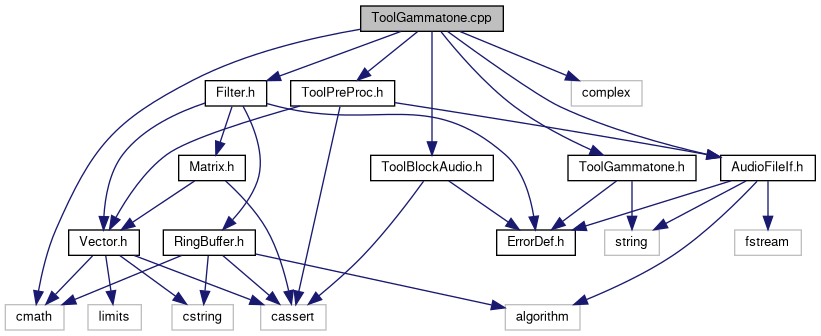 ToolGammatone.cpp
Filter.h
ToolPreProc.h
complex
Matrix.h
ToolBlockAudio.h
ToolGammatone.h
AudioFileIf.h
Vector.h
RingBuffer.h
ErrorDef.h
string
fstream
cmath
limits
cstring
cassert
algorithm